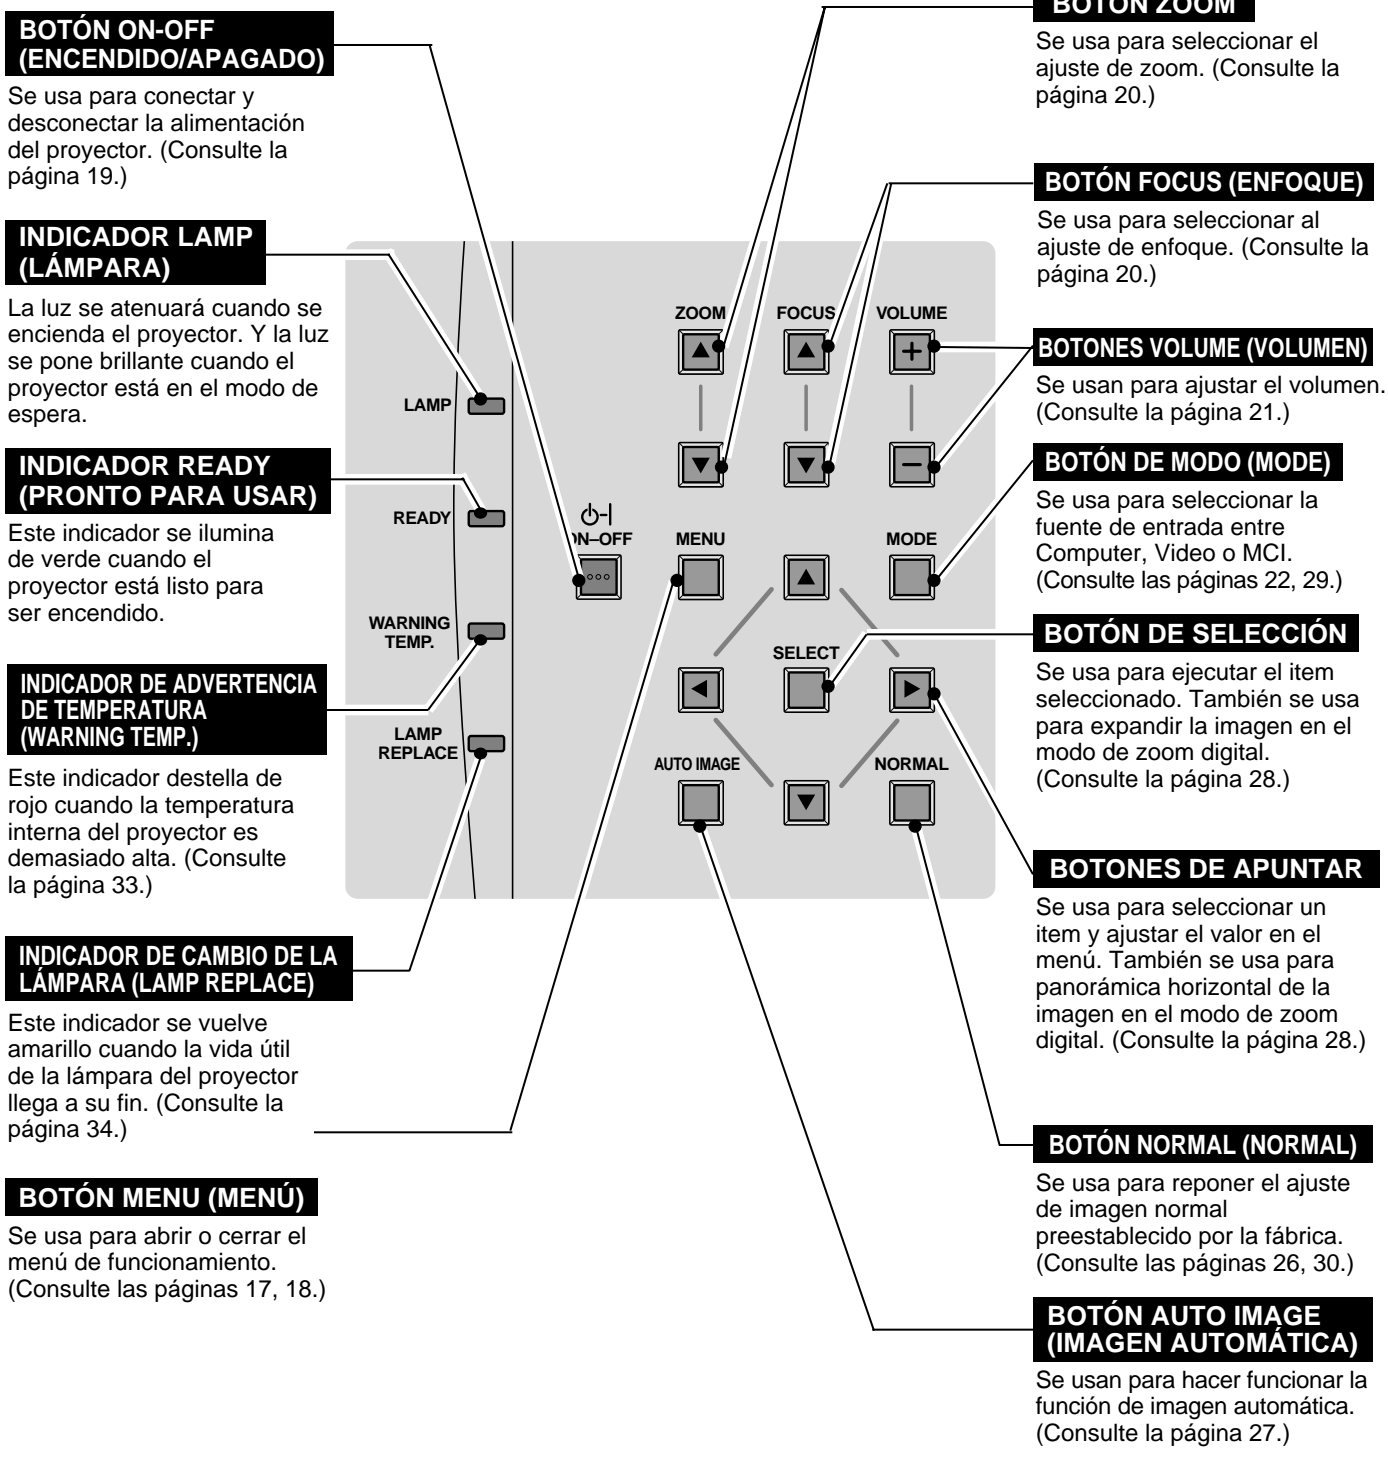 BOTÓN ON-OFF
(ENCENDIDO/APAGADO)
Se usa para conectar y
desconectar la alimentación
del proyector. (Consulte la
página 19.)
INDICADOR LAMP
(LÁMPARA)
La luz se atenuará cuando se
encienda el proyector. Y la luz
se pone brillante cuando el
proyector está en el modo de
espera.
INDICADOR READY
(PRONTO PARA USAR)
Este indicador se ilumina
de verde cuando el
proyector está listo para
ser encendido.
INDICADOR DE ADVERTENCIA
DE TEMPERATURA
(WARNING TEMP.)
Este indicador destella de
rojo cuando la temperatura
interna del proyector es
demasiado alta. (Consulte
la página 33.)
INDICADOR DE CAMBIO DE LA
LÁMPARA (LAMP REPLACE)
Este indicador se vuelve
amarillo cuando la vida útil
de la lámpara del proyector
llega a su fin. (Consulte la
página 34.)
BOTÓN MENU (MENÚ)
Se usa para abrir o cerrar el
menú de funcionamiento.
(Consulte las páginas 17, 18.)
ZOOM FOCUS VOLUME
LAMP
READY
ON–OFF MENU MODE
WARNING
TEMP.
SELECT
LAMP
REPLACE
AUTO IMAGE NORMAL
BOTÓN ZOOM
Se usa para seleccionar el
ajuste de zoom. (Consulte la
página 20.)
BOTÓN FOCUS (ENFOQUE)
Se usa para seleccionar al
ajuste de enfoque. (Consulte la
página 20.)
BOTONES VOLUME (VOLUMEN)
Se usan para ajustar el volumen.
(Consulte la página 21.)
BOTÓN DE MODO (MODE)
Se usa para seleccionar la
fuente de entrada entre
Computer, Video o MCI.
(Consulte las páginas 22, 29.)
BOTÓN DE SELECCIÓN
Se usa para ejecutar el item
seleccionado. También se usa
para expandir la imagen en el
modo de zoom digital.
(Consulte la página 28.)
BOTONES DE APUNTAR
Se usa para seleccionar un
item y ajustar el valor en el
menú. También se usa para
panorámica horizontal de la
imagen en el modo de zoom
digital. (Consulte la página 28.)
BOTÓN NORMAL (NORMAL)
Se usa para reponer el ajuste
de imagen normal
preestablecido por la fábrica.
(Consulte las páginas 26, 30.)
BOTÓN AUTO IMAGE
(IMAGEN AUTOMÁTICA)
Se usan para hacer funcionar la
función de imagen automática.
(Consulte la página 27.)